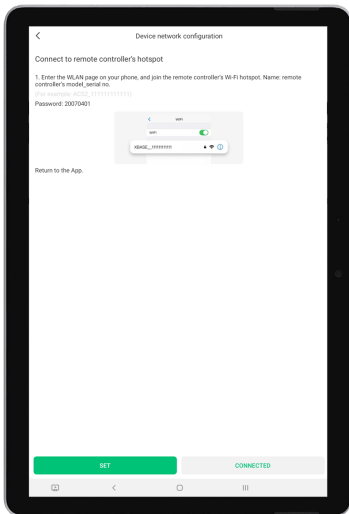 Device network configuration
Connect to remote controller's hotspot
1. Enter the WLAN page on your phone, and join the remote controller's Wi-Fi hotspot. Name: remote
controller's model_serial no.
Password: 20070401
WiFi
WiFi
Return to the App.
SET
CONNECTED